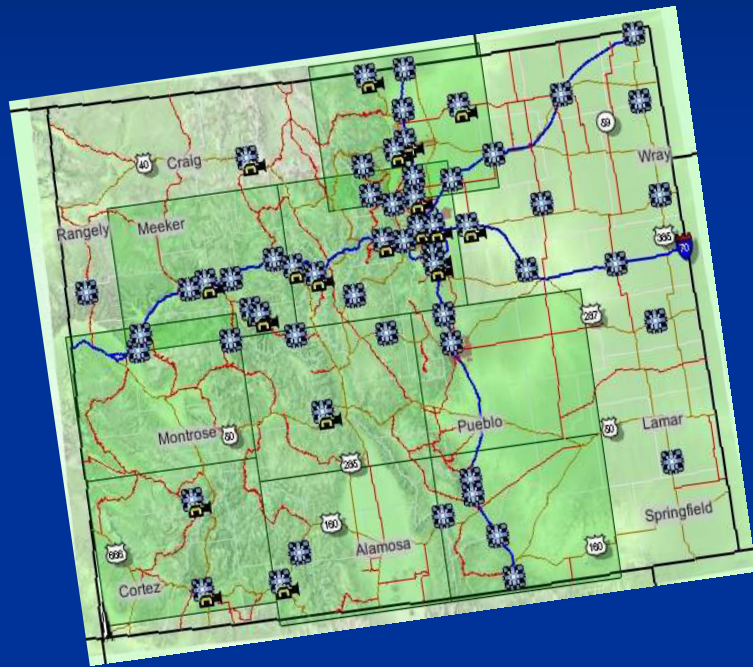 59
40
Craig
Wray
Rangely
Meeker
385
70
287
Montrose
50
Pueblo
50
Lamar
285
666
160
Alamosa
160
Springfield
Cortez